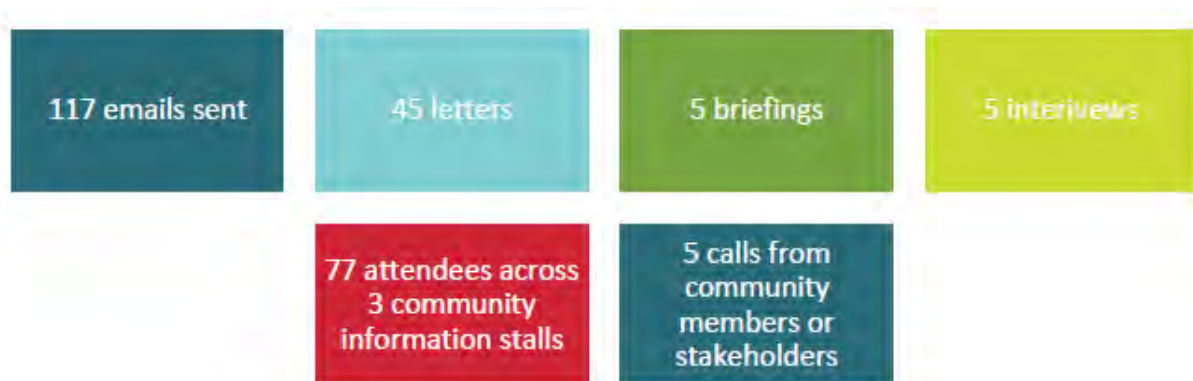 117 emails sent
45 letters
5 briefings
5 interivews
77 attendees across
3 community
information stalls
5 calls from
community
members or
stakeholders